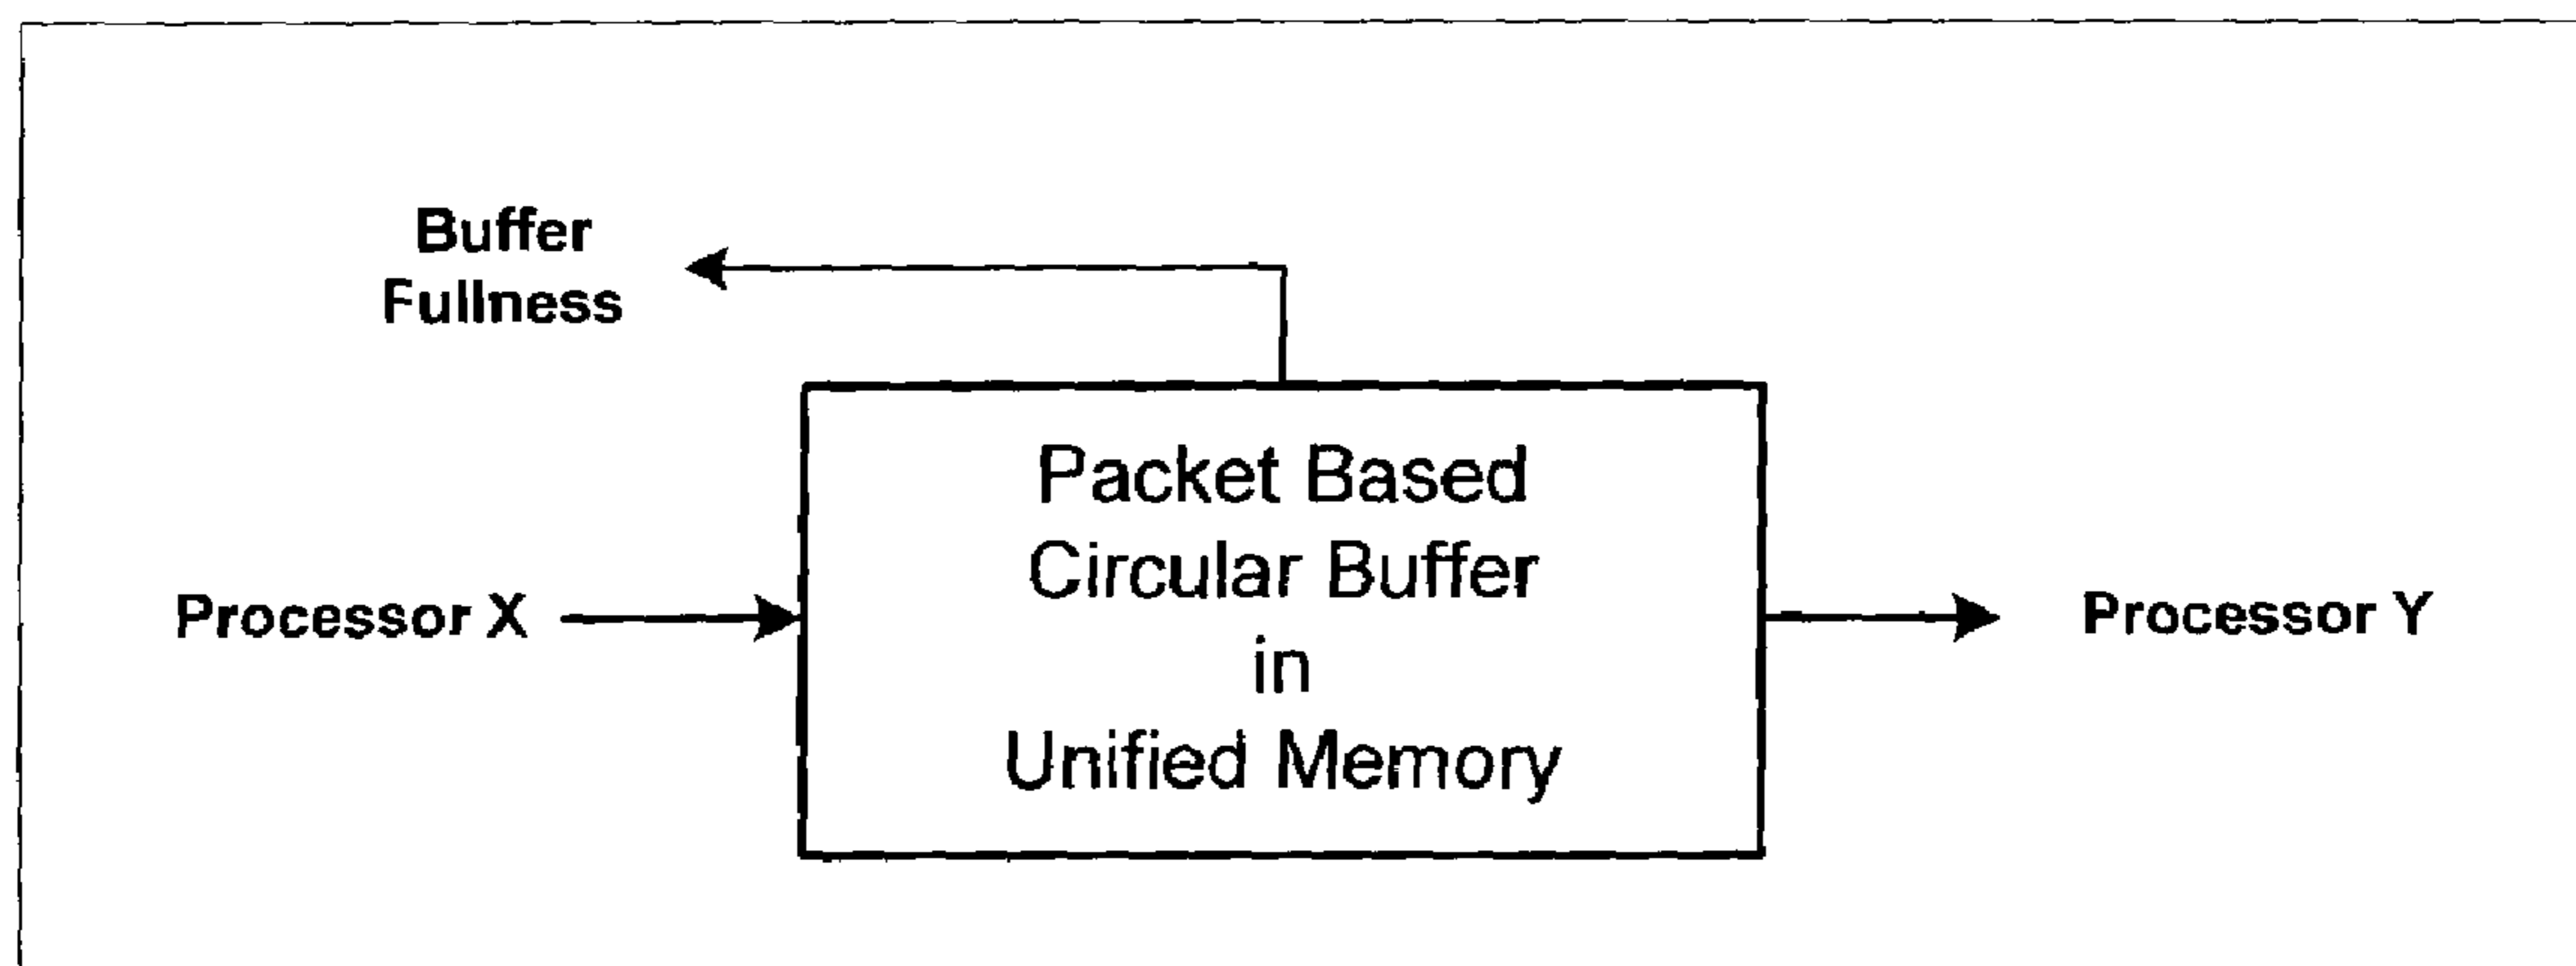 Buffer
Fullness
Packet Based
Circular Buffer
in
Unified Memory
Processor X
Processor Y